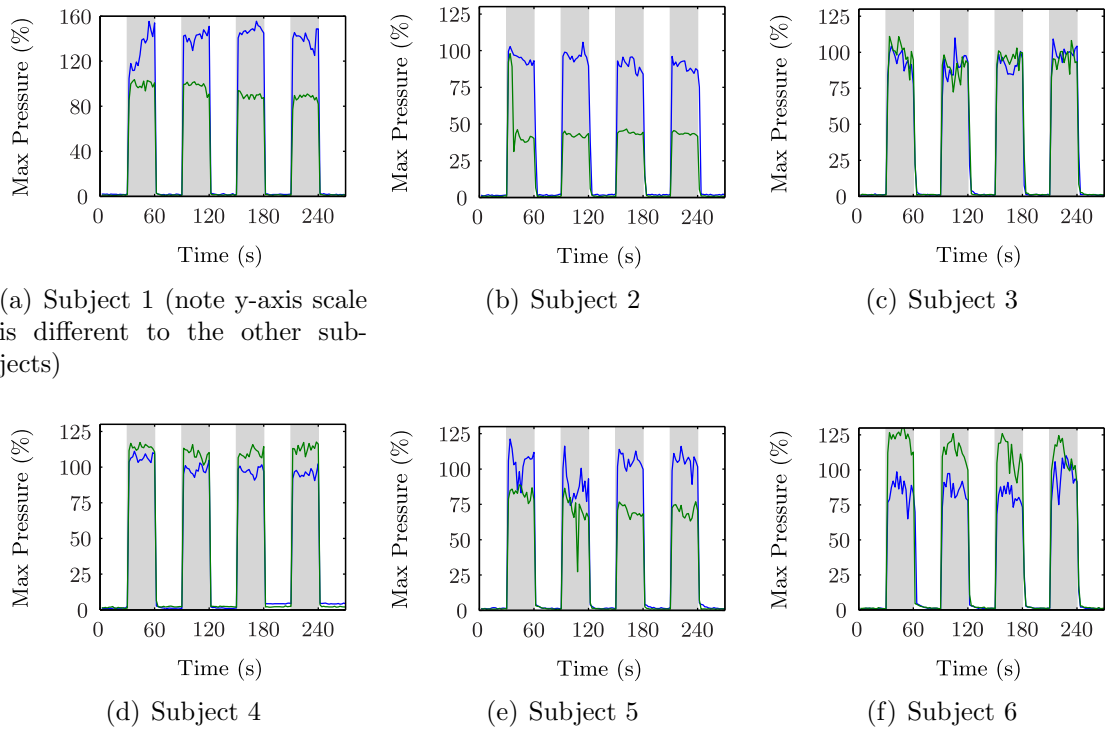 160
120
80
40
0
Max Pressure (%)
0 60 120 180 240
Time (s)
(a) Subject 1 (note y-axis scale
is different to the other sub-
jects)
125
100
75
50
25
0
Max Pressure (%)
0 60 120 180 240
Time (s)
(b) Subject 2
125
100
75
50
25
0
Max Pressure (%)
0 60 120 180 240
Time (s)
(c) Subject 3
125
100
75
50
25
0
Max Pressure (%)
0 60 120 180 240
Time (s)
(d) Subject 4
125
100
75
50
25
0
Max Pressure (%)
0 60 120 180 240
Time (s)
(e) Subject 5
125
100
75
50
25
0
Max Pressure (%)
0 60 120 180 240
Time (s)
(f) Subject 6